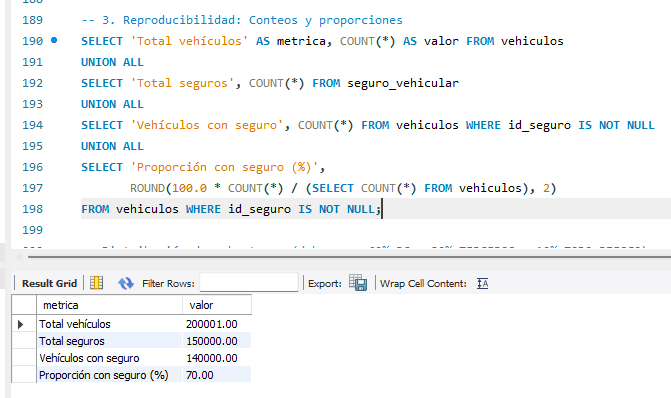 189 -- 3. Reproducibilidad: Conteos y proporciones
190 SELECT 'Total vehículos' AS metrica, COUNT(*) AS valor FROM vehiculos
191 UNION ALL
192 SELECT 'Total seguros', COUNT(*) FROM seguro_vehicular
193 UNION ALL
194 SELECT 'Vehículos con seguro', COUNT(*) FROM vehiculos WHERE id_seguro IS NOT NULL
195 UNION ALL
196 SELECT 'Proporción con seguro (%)',
197 ROUND(100.0 * COUNT(*) / (SELECT COUNT(*) FROM vehiculos), 2)
198 FROM vehiculos WHERE id_seguro IS NOT NULL;
199
Result Grid Filter Rows: Export: Wrap Cell Content:
metrica valor
Total vehículos 200001.00
Total seguros 150000.00
Vehículos con seguro 140000.00
Proporción con seguro (%) 70.00